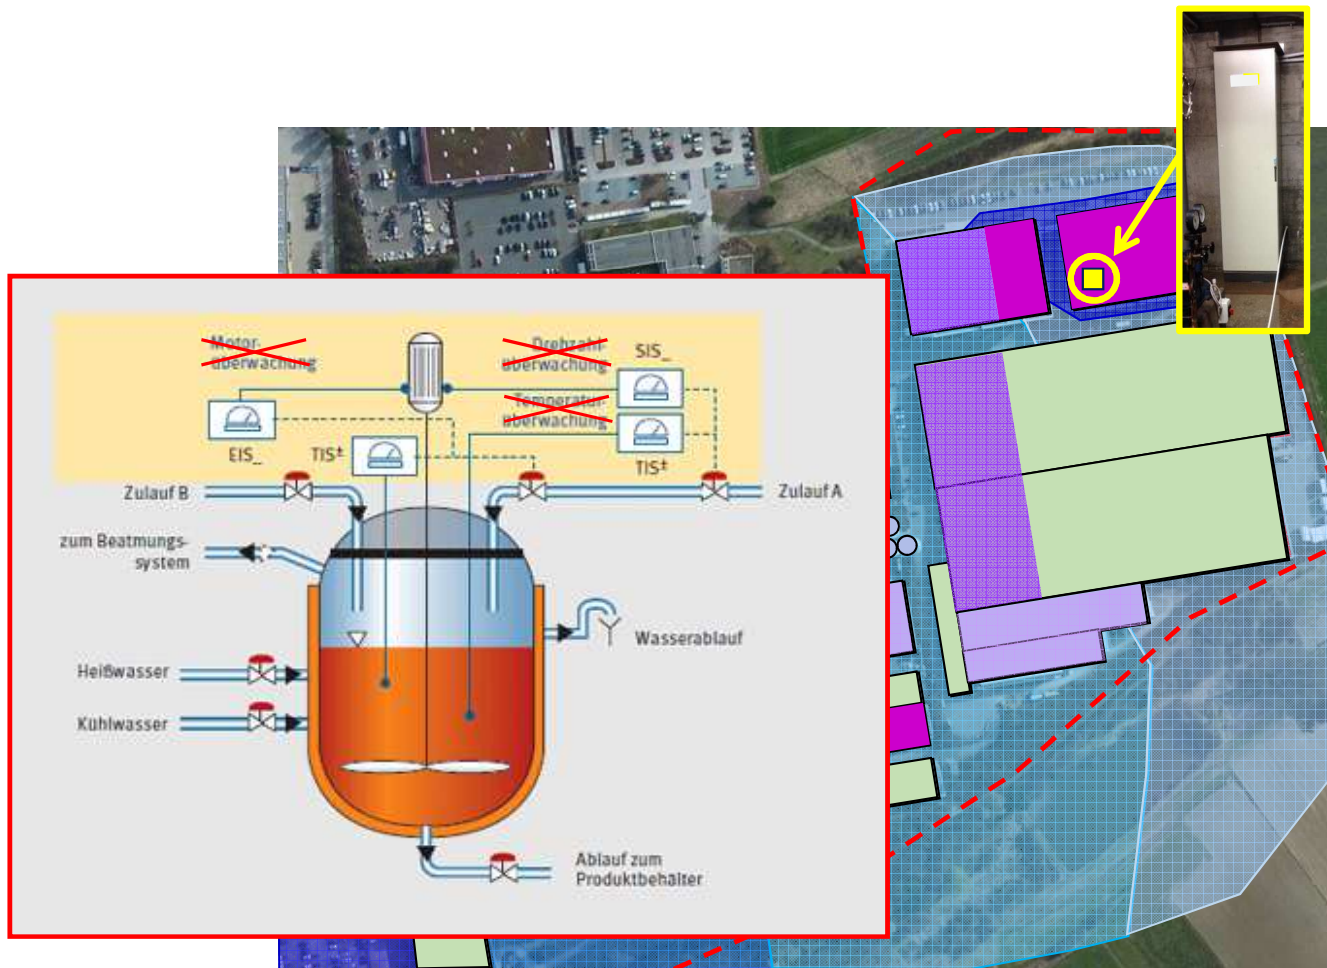 Motor-
überwachung
Drehzahl-
überwachung
SIS_
Temperatur-
überwachung
EIS_
TIS±
TIS±
Zulauf B
Zulauf A
zum Beatmungs-
system
Wasserablauf
Heißwasser
Kühlwasser
Ablauf zum
Produktbehälter